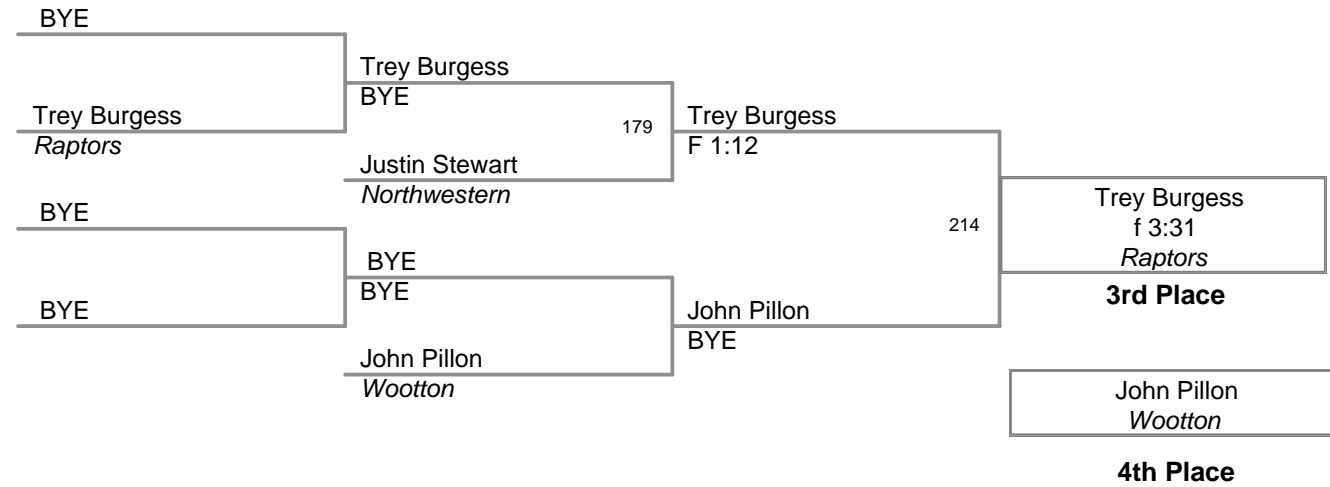 BYE
Trey Burgess
BYE
Trey Burgess
Raptors
179
Trey Burgess
F 1:12
Justin Stewart
Northwestern
BYE
214
Trey Burgess
f 3:31
Raptors
3rd Place
BYE
BYE
BYE
John Pillon
BYE
John Pillon
Wootton
John Pillon
Wootton
4th Place